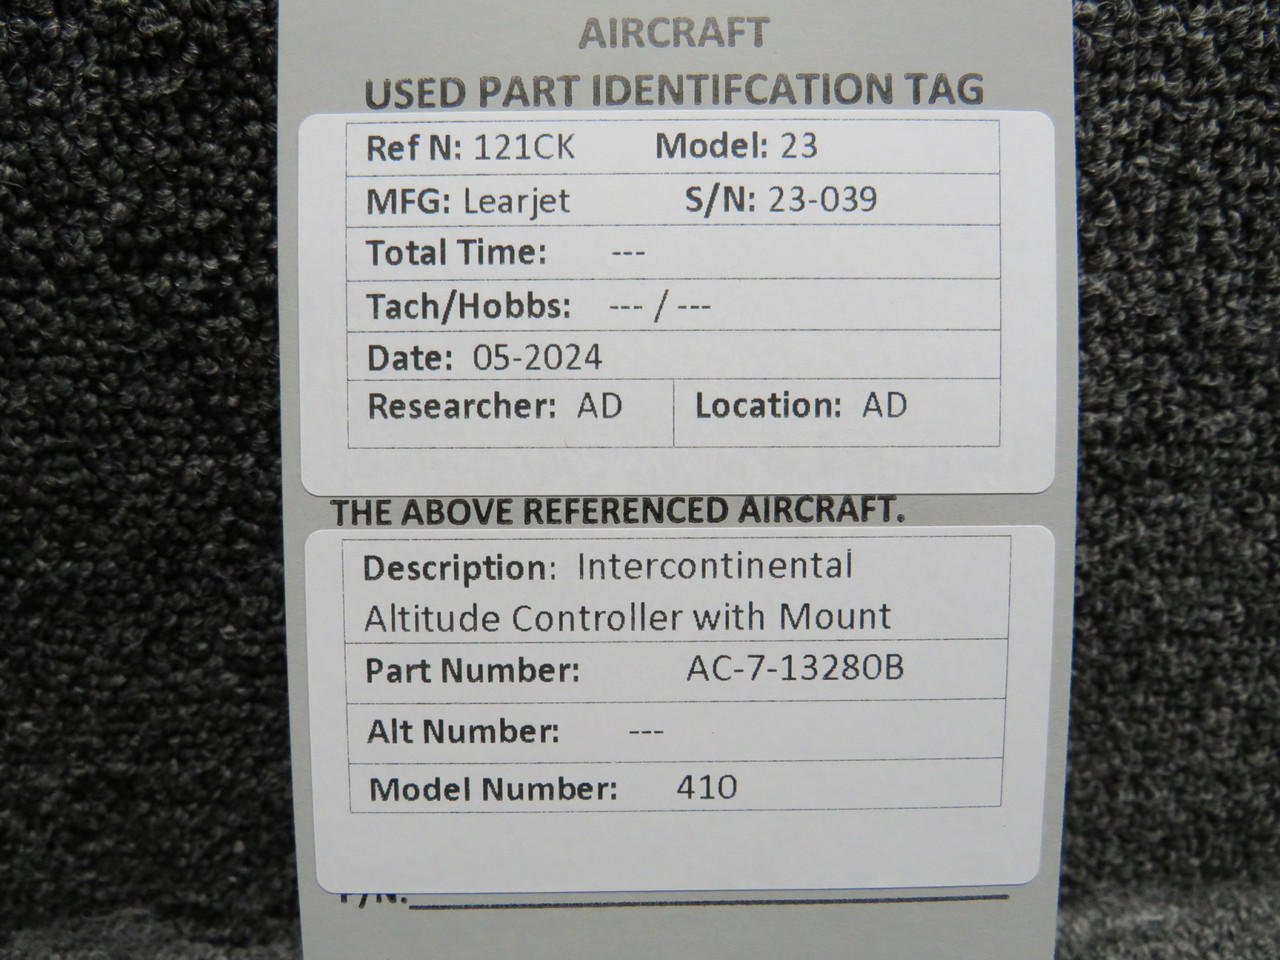 AIRCRAFT
USED PART IDENTIFCATION TAG
Ref N: 121CK Model: 23
MFG: Learjet S/N: 23-039
Total Time: ---
Tach/Hobbs: --- / ---
Date: 05-2024
Researcher: AD Location: AD
THE ABOVE REFERENCED AIRCRAFT.
Description: Intercontinental
Altitude Controller with Mount
Part Number: AC-7-13280B
Alt Number: ---
Model Number: 410
P/N: